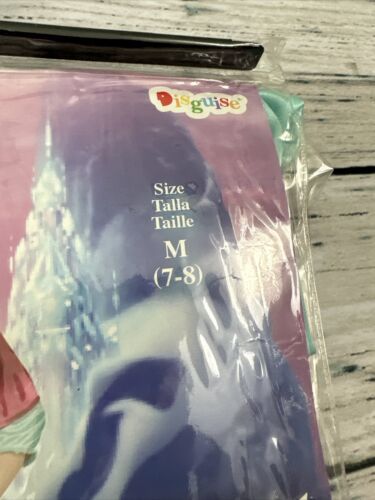 Disguise
Size
Talla
Taille
M
(7-8)